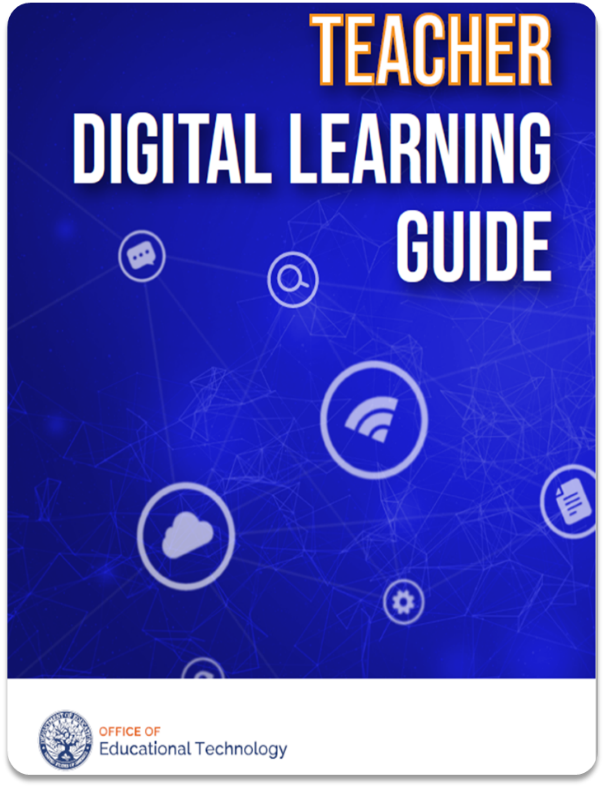 TEACHER
DIGITAL LEARNING
GUIDE
OFFICE OF
Educational Technology